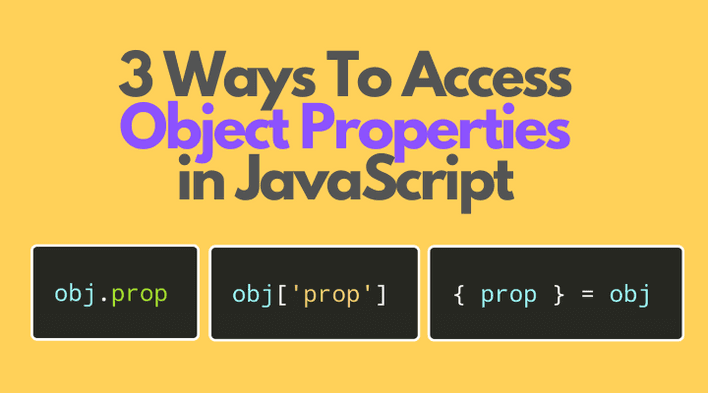 3 Ways To Access
Object Properties
in JavaScript
obj.prop
obj['prop']
{ prop } = obj